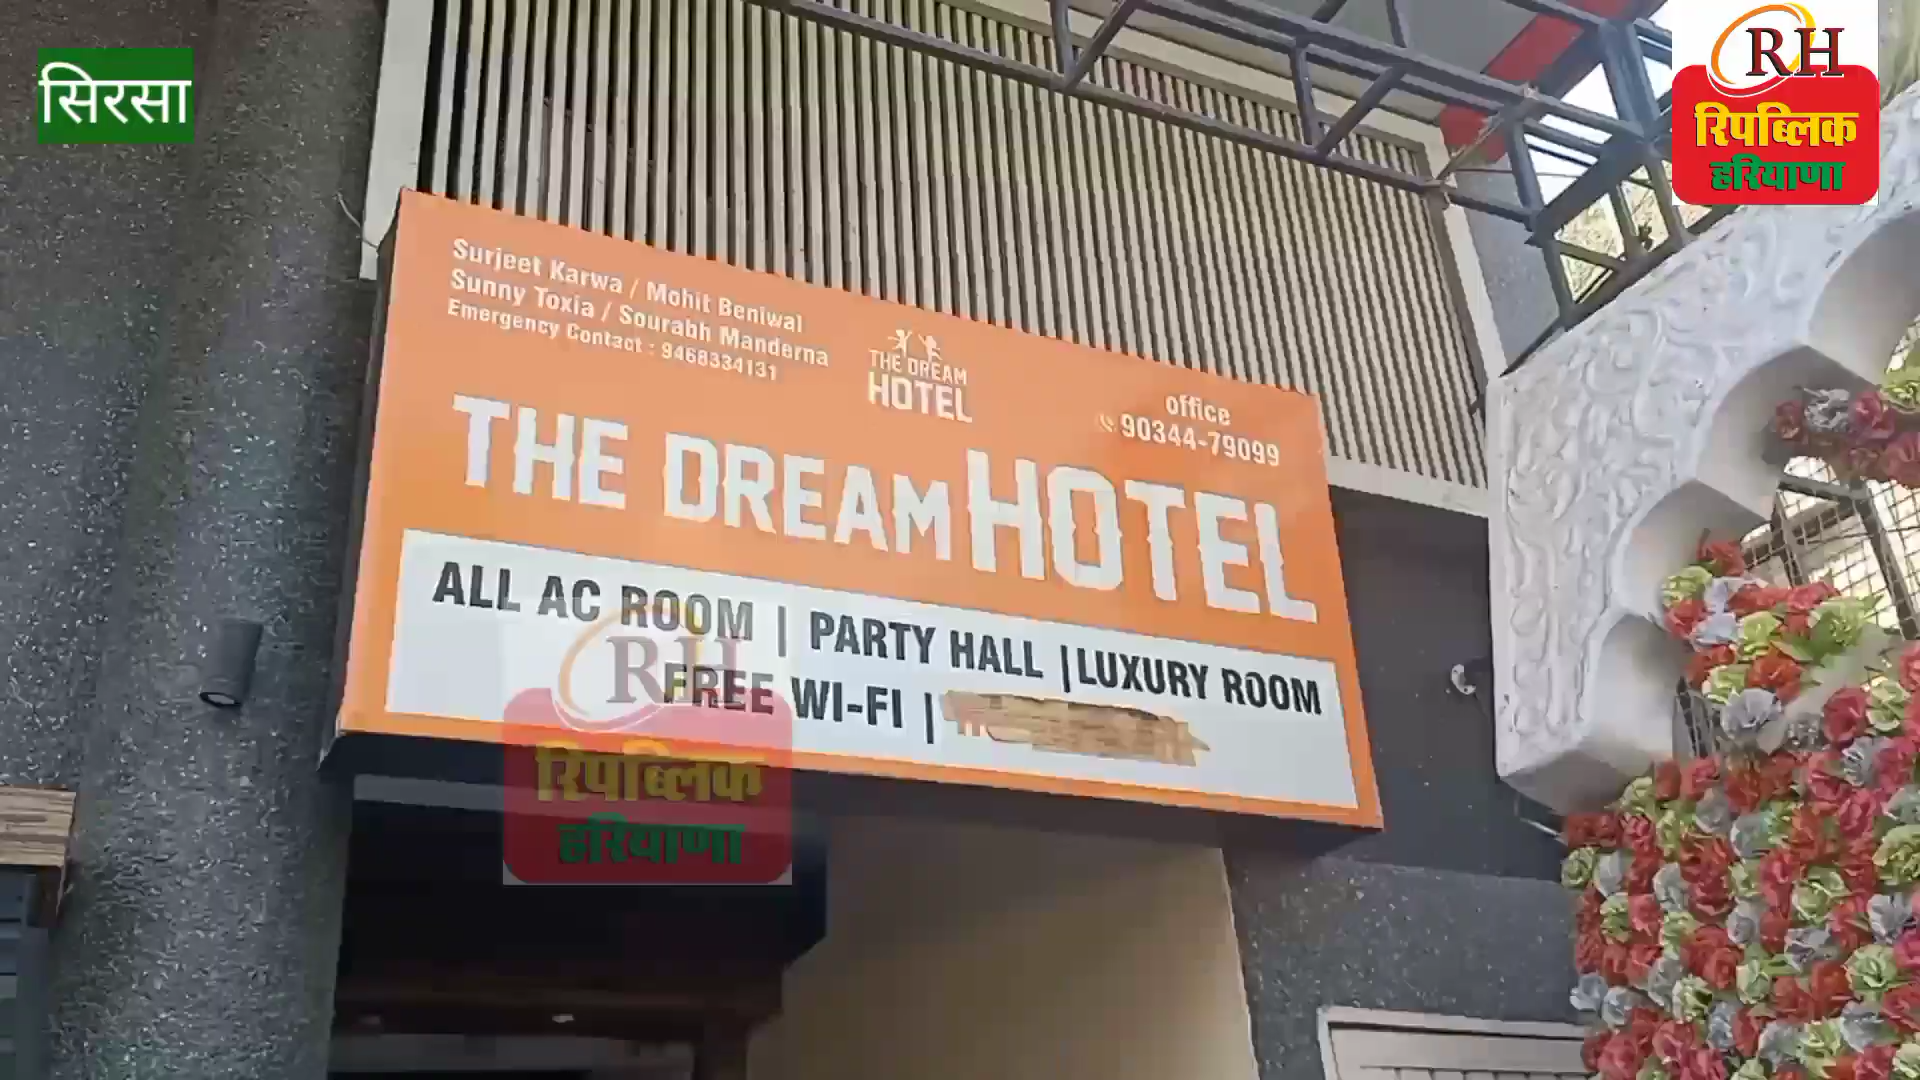 सिरसा
RH
रिपब्लिक
हरियाणा
Surjeet Karwa / Mohit Beniwal
Sunny Toxia / Sourabh Manderna
Emergency Contact : 9468334131
THE DREAM
HOTEL
office
90344-79099
THE DREAM HOTEL
ALL AC ROOM | PARTY HALL | LUXURY ROOM
FREE WI-FI |
RH
रिपब्लिक
हरियाणा